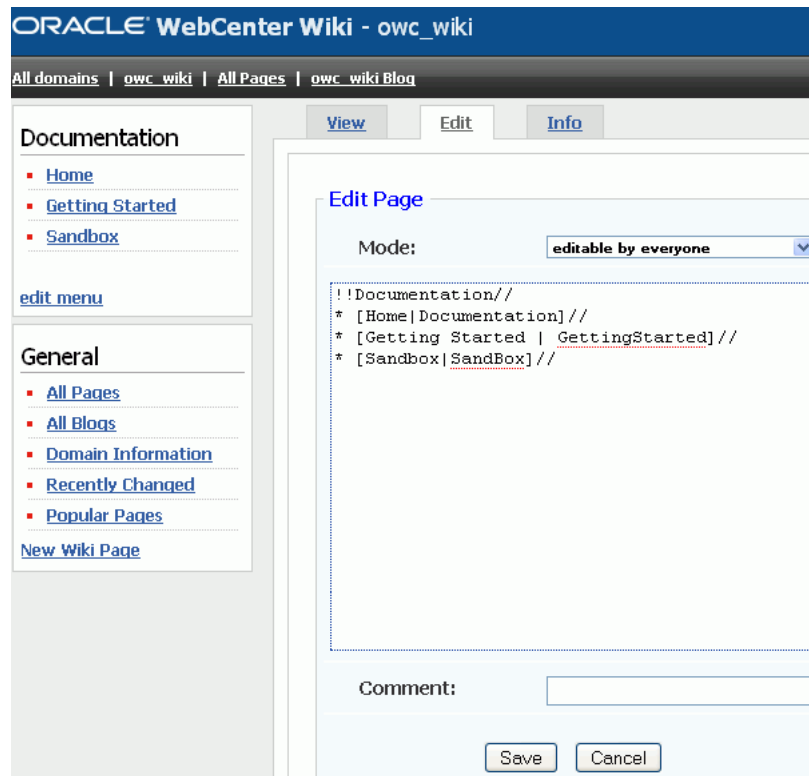 ORACLE WebCenter Wiki - owc_wiki
All domains | owc_wiki | All Pages | owc_wiki Blog
Documentation
Home
Getting Started
Sandbox
edit menu
General
All Pages
All Blogs
Domain Information
Recently Changed
Popular Pages
New Wiki Page
View Edit Info
Edit Page
Mode: editable by everyone
!!Documentation//
* [Home|Documentation]//
* [Getting Started | GettingStarted]//
* [Sandbox|SandBox]//
Comment:
Save Cancel